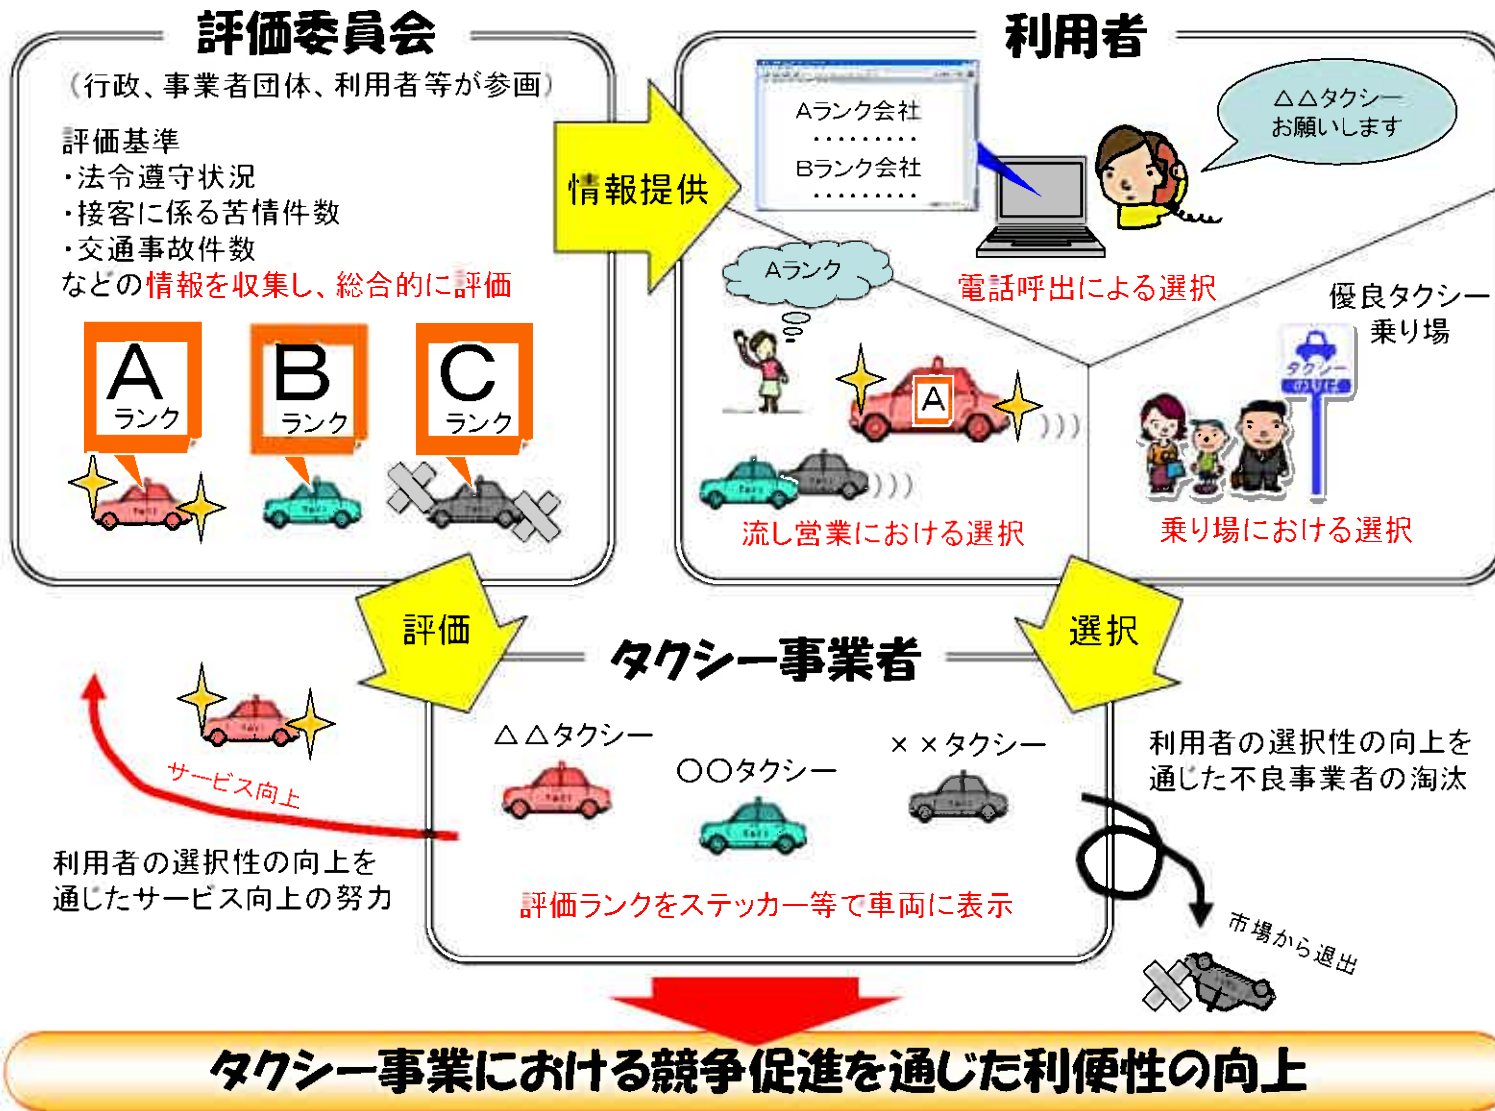 評価委員会
（行政、事業者団体、利用者等が参画）
評価基準
・法令遵守状況
・接客に係る苦情件数
・交通事故件数
などの情報を収集し、総合的に評価
A
ランク
B
ランク
C
ランク
情報提供
利用者
Aランク会社
・・・・・・・・・
Bランク会社
・・・・・・・・・
△△タクシー
お願いします
電話呼出による選択
Aランク
A
流し営業における選択
優良タクシー
乗り場
タクシー
のりば
乗り場における選択
評価
選択
タクシー事業者
△△タクシー
○○タクシー
××タクシー
評価ランクをステッカー等で車両に表示
サービス向上
利用者の選択性の向上を
通じたサービス向上の努力
利用者の選択性の向上を
通じた不良事業者の淘汰
市場から退出
タクシー事業における競争促進を通じた利便性の向上